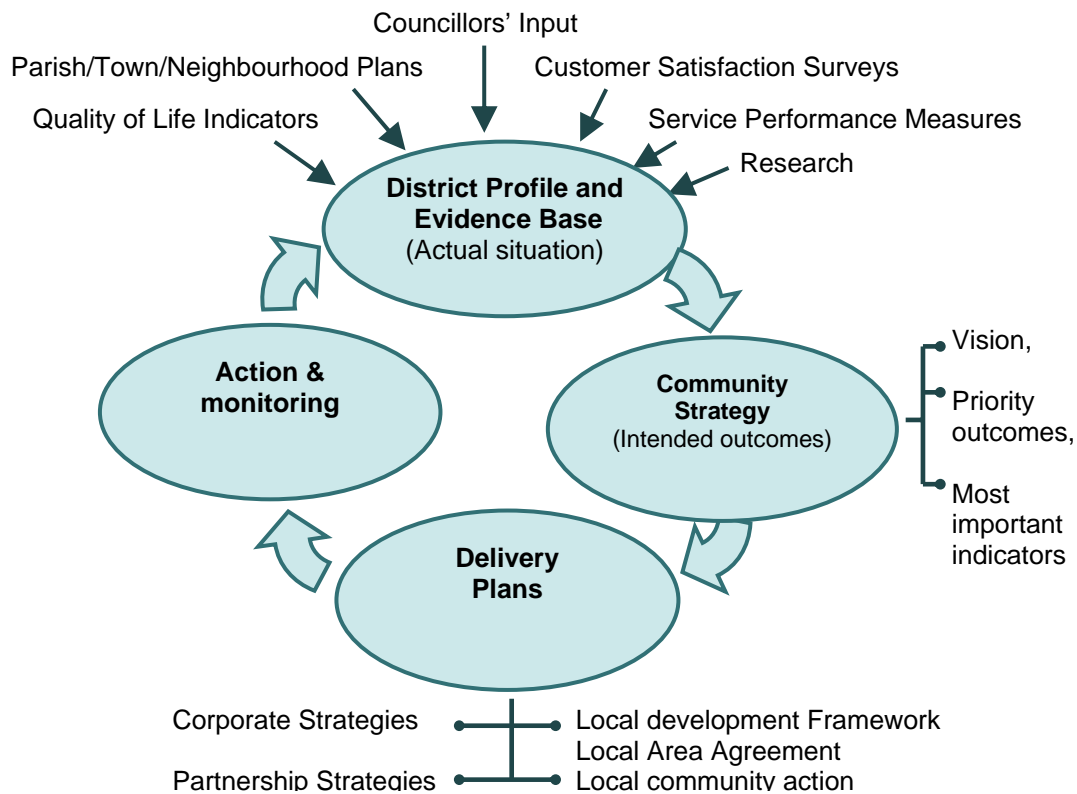 Councillors' Input
Parish/Town/Neighbourhood Plans
Customer Satisfaction Surveys
Quality of Life Indicators
Service Performance Measures
Research
District Profile and
Evidence Base
(Actual situation)
Action &
monitoring
Community
Strategy
(Intended outcomes)
Vision,
Priority
outcomes,
Most
important
indicators
Delivery
Plans
Corporate Strategies
Partnership Strategies
Local development Framework
Local Area Agreement
Local community action